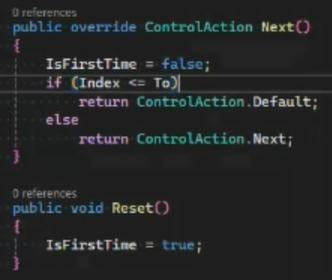 0 references
public override ControlAction Next()
{
    IsFirstTime = false;
    if (Index <= To)
        return ControlAction.Default;
    else
        return ControlAction.Next;
}
0 references
public void Reset()
{
    IsFirstTime = true;
}